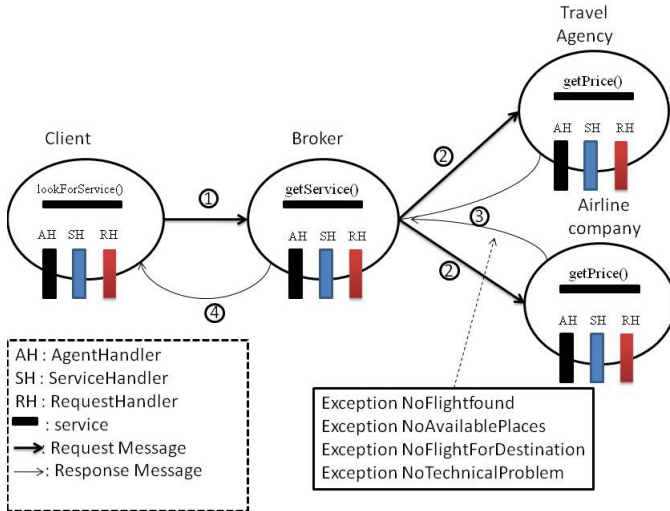 Travel
Agency
getPrice()
AH SH RH
Client
lookForService()
AH SH RH
Broker
getService()
AH SH RH
1
2
3
2
4
Airline
company
getPrice()
AH SH RH
AH : AgentHandler
SH : ServiceHandler
RH : RequestHandler
: service
: Request Message
: Response Message
Exception NoFlightfound
Exception NoAvailablePlaces
Exception NoFlightForDestination
Exception NoTechnicalProblem